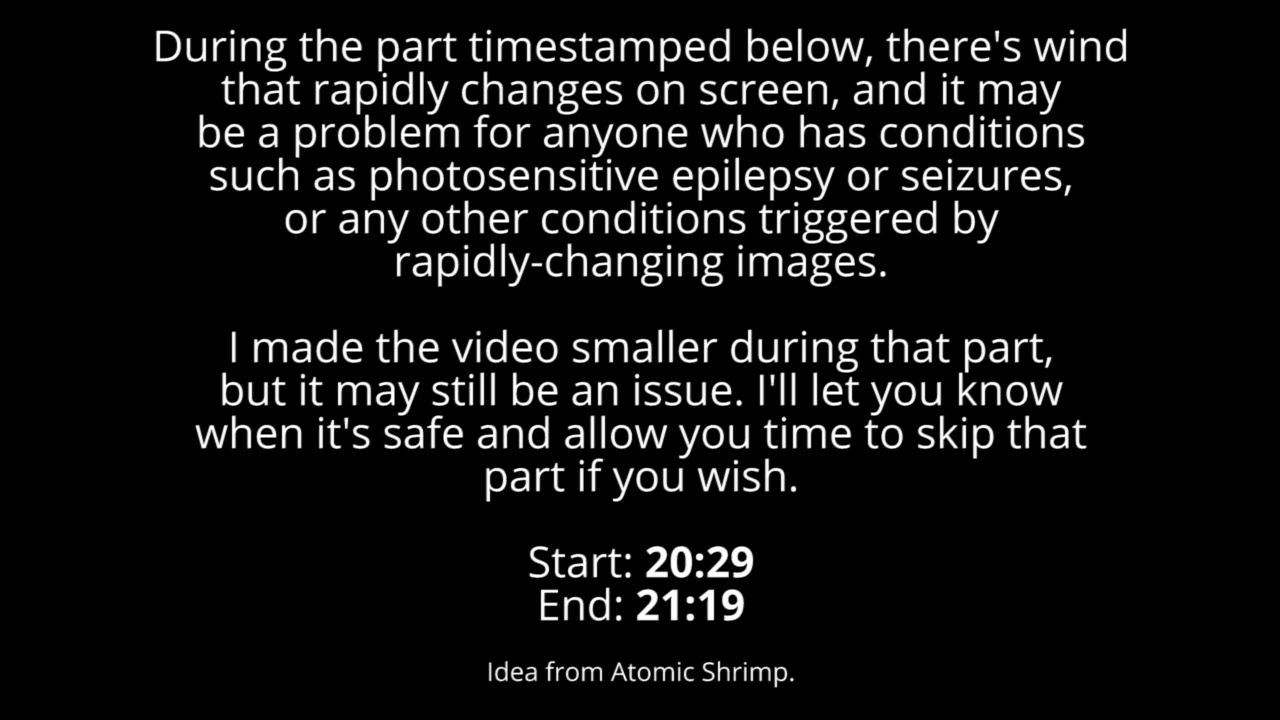 During the part timestamped below, there's wind
that rapidly changes on screen, and it may
be a problem for anyone who has conditions
such as photosensitive epilepsy or seizures,
or any other conditions triggered by
rapidly-changing images.
I made the video smaller during that part,
but it may still be an issue. I'll let you know
when it's safe and allow you time to skip that
part if you wish.
Start: 20:29
End: 21:19
Idea from Atomic Shrimp.